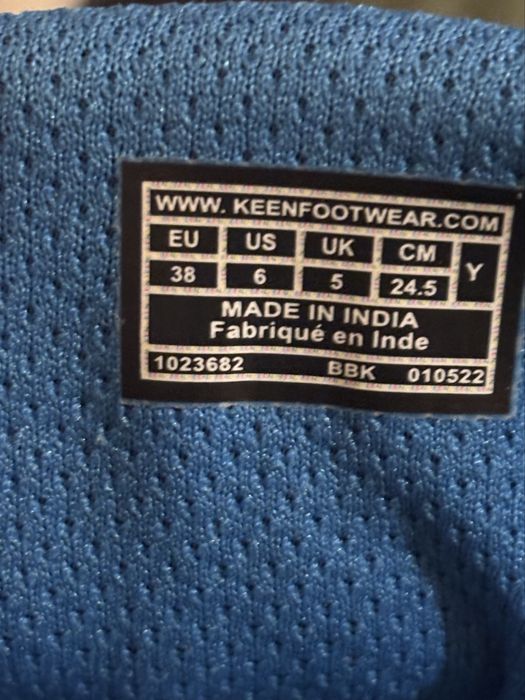 WWW. KEENFOOTWEAR.COM
EU US UK CM Y
38 6 5 24.5
MADE IN INDIA
Fabriqué en Inde
1023682 BBK 010522